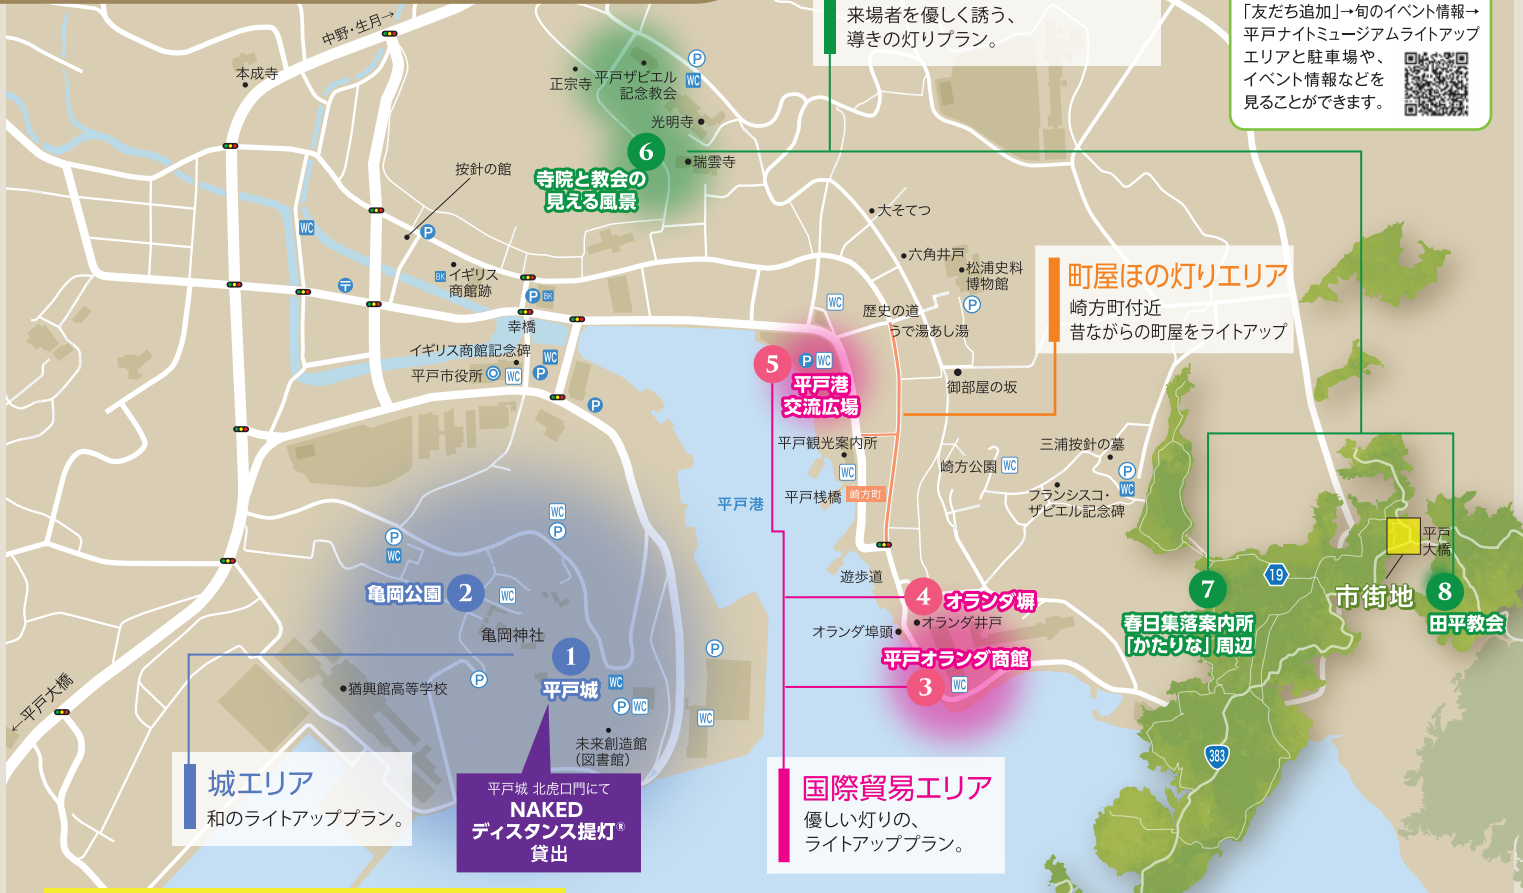 来場者を優しく誘う、
導きの灯りプラン。
「友だち追加」→旬のイベント情報→
平戸ナイトミュージアムライトアップ
エリアと駐車場や、
イベント情報などを
見ることができます。
中野・生月→
本成寺
正宗寺
平戸ザビエル
記念教会
P
WC
光明寺
6
瑞雲寺
寺院と教会の
見える風景
按針の館
大そてつ
WC
P
六角井戸
松浦史料
博物館
P
BK
イギリス
商館跡
〒
P
BK
WC
歴史の道
うで湯あし湯
町屋ほの灯りエリア
崎方町付近
昔ながらの町屋をライトアップ
幸橋
イギリス商館記念碑
WC
平戸市役所
WC
P
5
P
WC
平戸港
交流広場
御部屋の坂
P
平戸観光案内所
WC
崎方公園
WC
三浦按針の墓
P
WC
フランシスコ・
ザビエル記念碑
平戸港
平戸桟橋
崎方町
WC
P
P
WC
平戸
大橋
遊歩道
亀岡公園
2
WC
4
オランダ塀
オランダ井戸
オランダ埠頭
7
19
市街地
8
春日集落案内所
「かたりな」周辺
田平教会
亀岡神社
1
平戸城
P
平戸オランダ商館
3
WC
←平戸大橋
猶興館高等学校
P
WC
P
WC
WC
未来創造館
(図書館)
383
城エリア
和のライトアッププラン。
平戸城 北虎口門にて
NAKED
ディスタンス提灯®
貸出
国際貿易エリア
優しい灯りの、
ライトアッププラン。